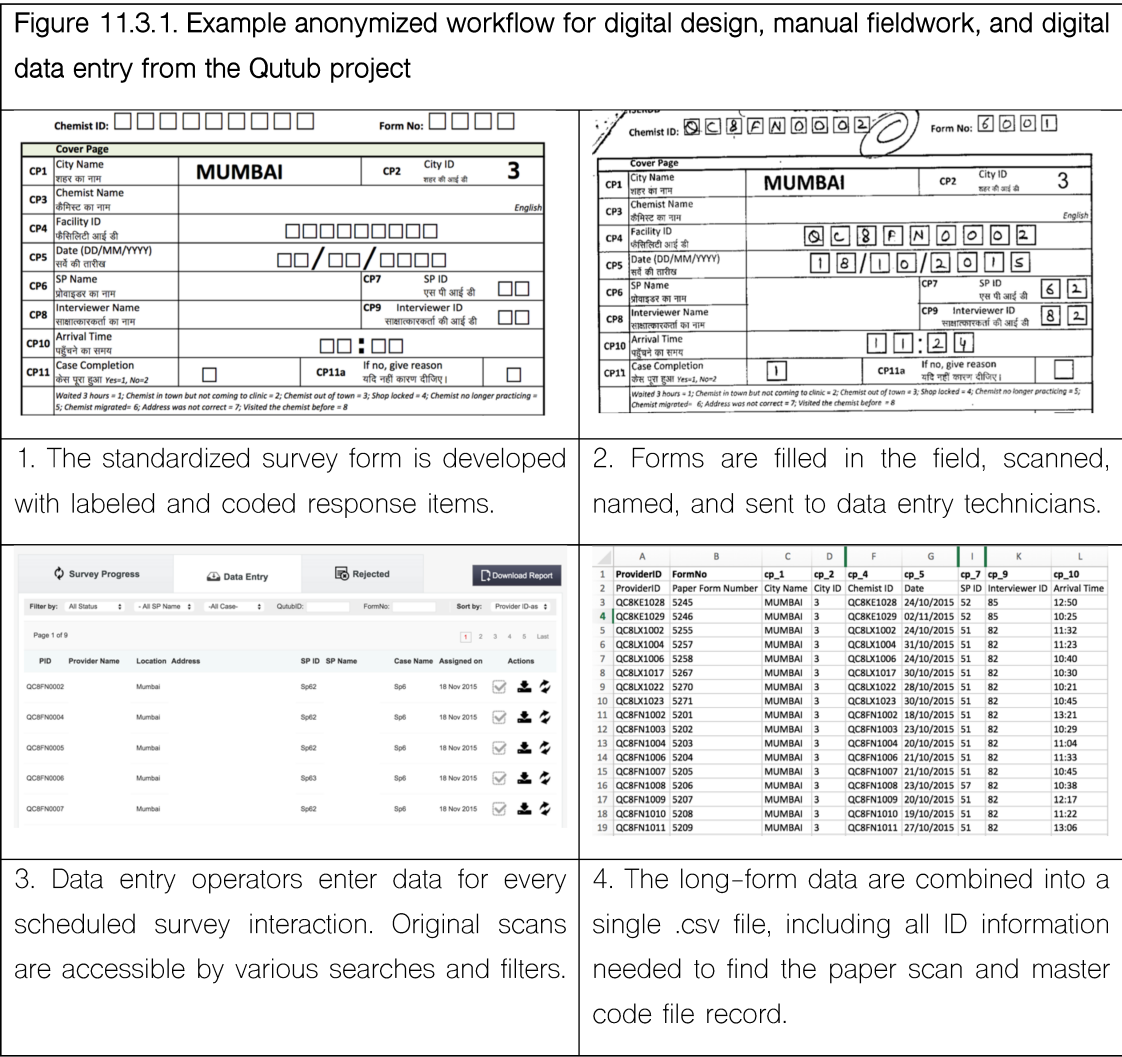 Figure 11.3.1. Example anonymized workflow for digital design, manual fieldwork, and digital
data entry from the Qutub project
Chemist ID:
Form No:
Cover Page
CP1 City Name शहर का नाम MUMBAI CP2 City ID शहर की आई डी 3
CP3 Chemist Name कैमिस्ट का नाम English
CP4 Facility ID फैसिलिटी आई डी
CP5 Date (DD/MM/YYYY) सर्वे की तारीख / /
CP6 SP Name प्रोवाइडर का नाम CP7 SP ID एस पी आई डी
CP8 Interviewer Name साक्षात्कारकर्ता का नाम CP9 Interviewer ID साक्षात्कारकर्ता की आई डी
CP10 Arrival Time पहुँचने का समय :
CP11 Case Completion केस पूरा हुआ Yes=1, No=2 CP11a If no, give reason यदि नहीं कारण दीजिए।
Waited 3 hours = 1; Chemist in town but not coming to clinic = 2; Chemist out of town = 3; Shop locked = 4; Chemist no longer practicing =
5; Chemist migrated= 6; Address was not correct = 7; Visited the chemist before = 8
Chemist ID: QC8FN0002
Form No: 6001
Cover Page
CP1 City Name शहर का नाम MUMBAI CP2 City ID शहर की आई डी 3
CP3 Chemist Name कैमिस्ट का नाम English
CP4 Facility ID फैसिलिटी आई डी QC8FN0002
CP5 Date (DD/MM/YYYY) सर्वे की तारीख 18/10/2015
CP6 SP Name प्रोवाइडर का नाम CP7 SP ID एस पी आई डी 62
CP8 Interviewer Name साक्षात्कारकर्ता का नाम CP9 Interviewer ID साक्षात्कारकर्ता की आई डी 82
CP10 Arrival Time पहुँचने का समय 11:24
CP11 Case Completion केस पूरा हुआ Yes=1, No=2 1 CP11a If no, give reason यदि नहीं कारण दीजिए।
Waited 3 hours = 1; Chemist in town but not coming to clinic = 2; Chemist out of town = 3; Shop locked = 4; Chemist no longer practicing = 5;
Chemist migrated= 6; Address was not correct = 7; Visited the chemist before = 8
1. The standardized survey form is developed
with labeled and coded response items.
2. Forms are filled in the field, scanned,
named, and sent to data entry technicians.
Survey Progress Data Entry Rejected Download Report
Filter by: All Status - All SP Name -All Case- QutubID: FormNo: Sort by: Provider ID-as
Page 1 of 9 1 2 3 4 5 Last
PID Provider Name Location Address SP ID SP Name Case Name Assigned on Actions
QC8FN0002 Mumbai Sp62 Sp6 18 Nov 2015
QC8FN0004 Mumbai Sp62 Sp6 18 Nov 2015
QC8FN0005 Mumbai Sp62 Sp6 18 Nov 2015
QC8FN0006 Mumbai Sp63 Sp6 18 Nov 2015
QC8FN0007 Mumbai Sp62 Sp6 18 Nov 2015
A B C D F G I K L
1 ProviderID FormNo cp_1 cp_2 cp_4 cp_5 cp_7 cp_9 cp_10
2 ProviderID Paper Form Number City Name City ID Chemist ID Date SP ID Interviewer ID Arrival Time
3 QC8KE1028 5245 MUMBAI 3 QC8KE1028 24/10/2015 52 85 12:50
4 QC8KE1029 5246 MUMBAI 3 QC8KE1029 02/11/2015 52 85 10:25
5 QC8LX1002 5255 MUMBAI 3 QC8LX1002 24/10/2015 51 82 11:32
6 QC8LX1004 5257 MUMBAI 3 QC8LX1004 31/10/2015 51 82 11:23
7 QC8LX1006 5258 MUMBAI 3 QC8LX1006 24/10/2015 51 82 10:40
8 QC8LX1017 5267 MUMBAI 3 QC8LX1017 30/10/2015 51 82 10:30
9 QC8LX1022 5270 MUMBAI 3 QC8LX1022 28/10/2015 51 82 10:21
10 QC8LX1023 5271 MUMBAI 3 QC8LX1023 30/10/2015 51 82 10:45
11 QC8FN1002 5201 MUMBAI 3 QC8FN1002 18/10/2015 51 82 13:21
12 QC8FN1003 5202 MUMBAI 3 QC8FN1003 23/10/2015 51 82 10:29
13 QC8FN1004 5203 MUMBAI 3 QC8FN1004 20/10/2015 51 82 11:04
14 QC8FN1006 5204 MUMBAI 3 QC8FN1006 21/10/2015 51 82 11:33
15 QC8FN1007 5205 MUMBAI 3 QC8FN1007 21/10/2015 51 82 10:45
16 QC8FN1008 5206 MUMBAI 3 QC8FN1008 23/10/2015 57 82 10:38
17 QC8FN1009 5207 MUMBAI 3 QC8FN1009 20/10/2015 51 82 12:17
18 QC8FN1010 5208 MUMBAI 3 QC8FN1010 19/10/2015 51 82 11:22
19 QC8FN1011 5209 MUMBAI 3 QC8FN1011 27/10/2015 51 82 13:06
3. Data entry operators enter data for every
scheduled survey interaction. Original scans
are accessible by various searches and filters.
4. The long-form data are combined into a
single .csv file, including all ID information
needed to find the paper scan and master
code file record.